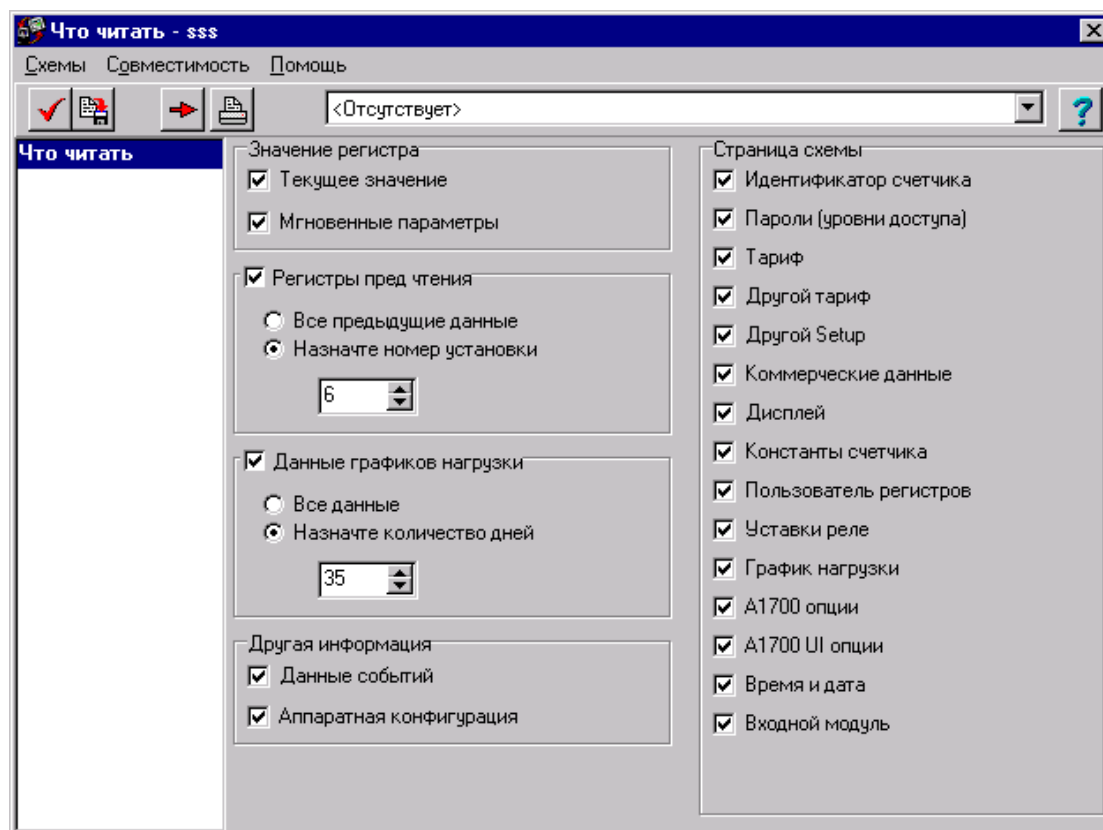 Что читать - sss
Схемы Совместимость Помощь
<Отсутствует>
?
Что читать
Значение регистра
Текущее значение
Мгновенные параметры
Регистры пред чтения
Все предыдущие данные
Назначте номер установки
6
Данные графиков нагрузки
Все данные
Назначте количество дней
35
Другая информация
Данные событий
Аппаратная конфигурация
Страница схемы
Идентификатор счетчика
Пароли (уровни доступа)
Тариф
Другой тариф
Другой Setup
Коммерческие данные
Дисплей
Константы счетчика
Пользователь регистров
Уставки реле
График нагрузки
A1700 опции
A1700 UI опции
Время и дата
Входной модуль